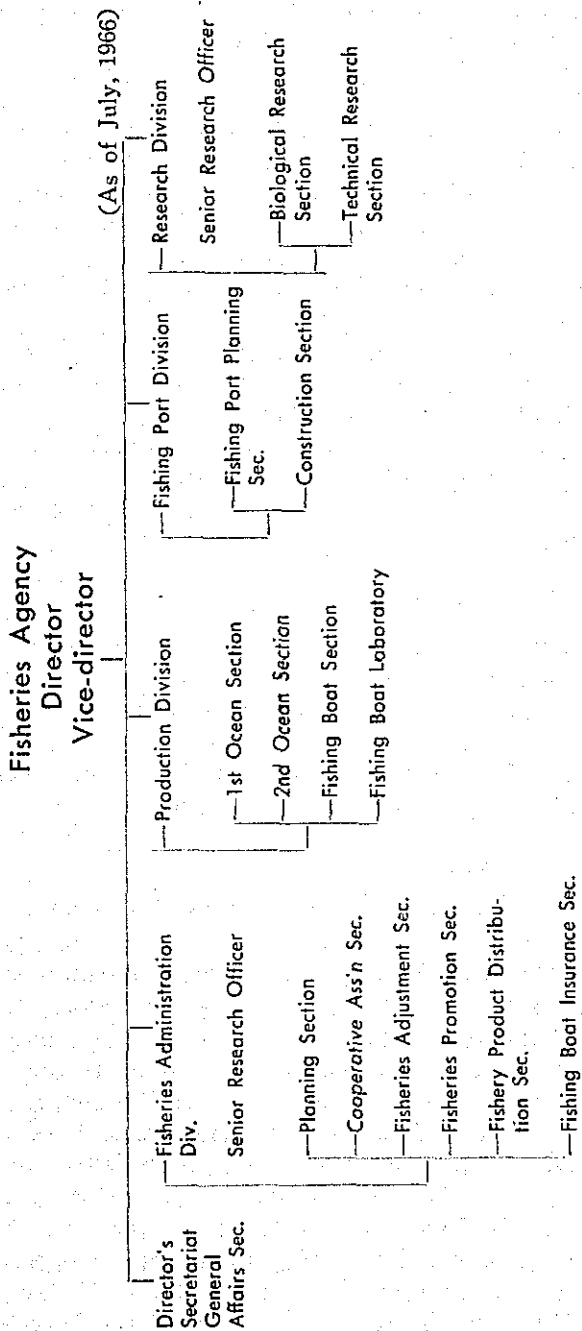 Fisheries Agency
Director
Vice-director
(As of July, 1966)
Director's
Secretariat
General
Affairs Sec.
Fisheries Administration
Div.
Senior Research Officer
Planning Section
Cooperative Ass'n Sec.
Fisheries Adjustment Sec.
Fisheries Promotion Sec.
Fishery Product Distribu-
tion Sec.
Fishing Boat Insurance Sec.
Production Division
1st Ocean Section
2nd Ocean Section
Fishing Boat Section
Fishing Boat Laboratory
Fishing Port Division
Fishing Port Planning
Sec.
Construction Section
Research Division
Senior Research Officer
Biological Research
Section
Technical Research
Section